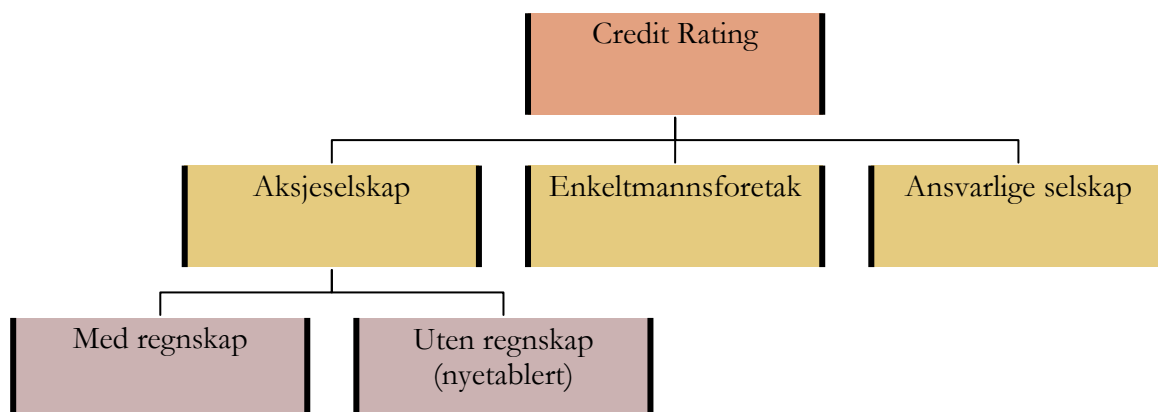 Credit Rating
Aksjeselskap
Enkeltmannsforetak
Ansvarlige selskap
Med regnskap
Uten regnskap
(nyetablert)